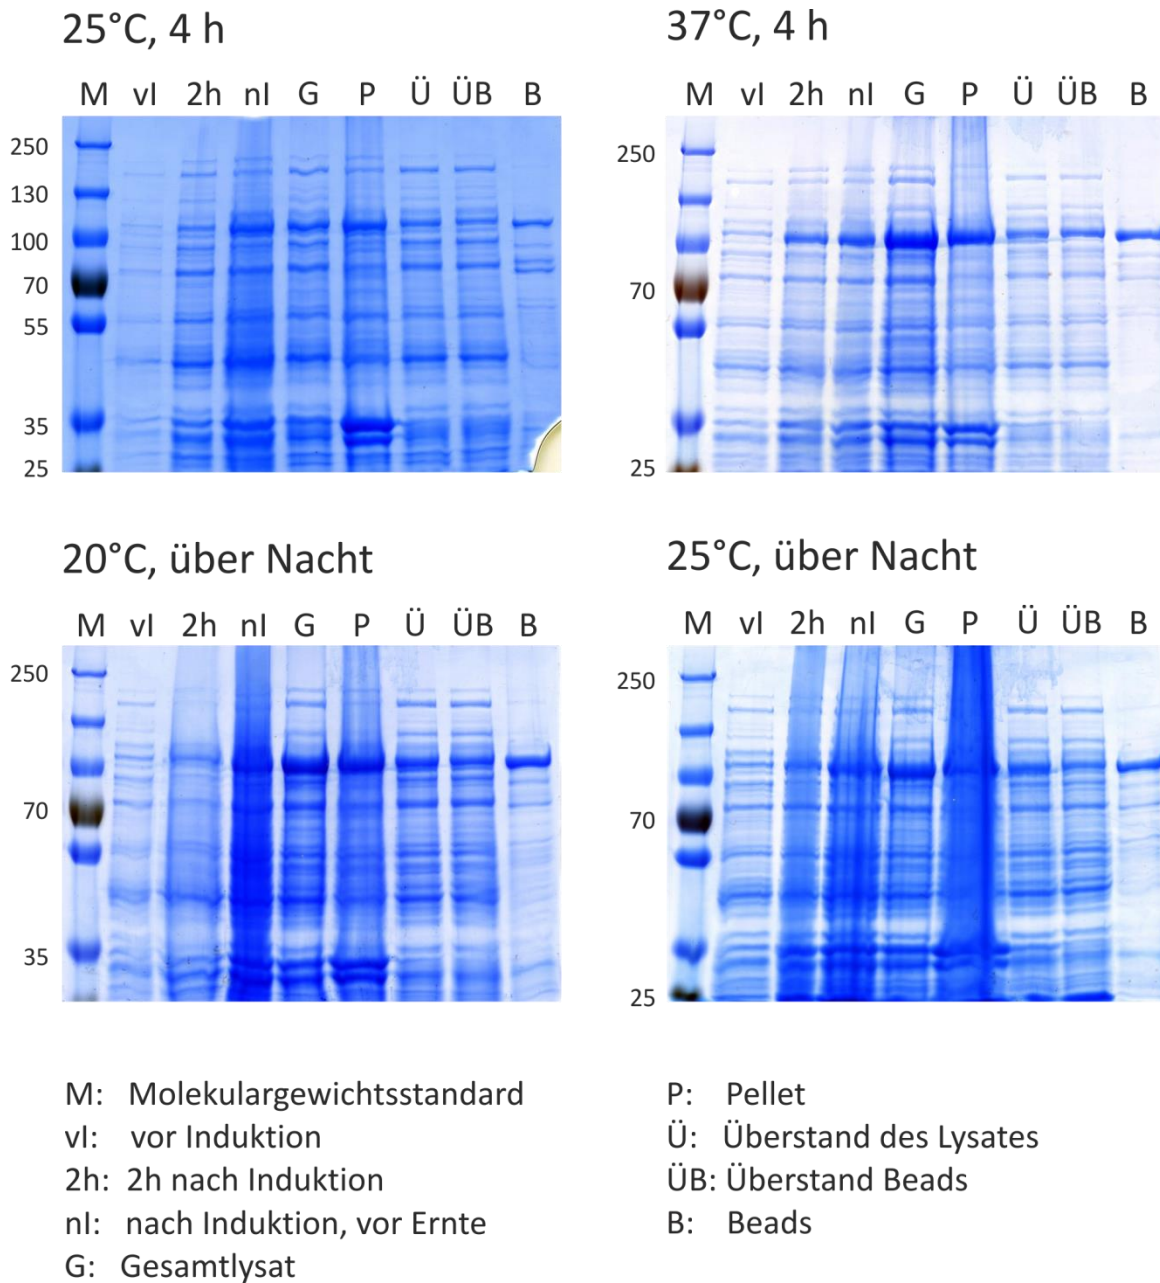 25°C, 4 h
M vI 2h nI G P Ü ÜB B
250
130
100
70
55
35
25
37°C, 4 h
M vI 2h nI G P Ü ÜB B
250
70
25
20°C, über Nacht
M vI 2h nI G P Ü ÜB B
250
70
35
25°C, über Nacht
M vI 2h nI G P Ü ÜB B
250
70
25
M: Molekulargewichtsstandard
vI: vor Induktion
2h: 2h nach Induktion
nI: nach Induktion, vor Ernte
G: Gesamtlysat
P: Pellet
Ü: Überstand des Lysates
ÜB: Überstand Beads
B: Beads